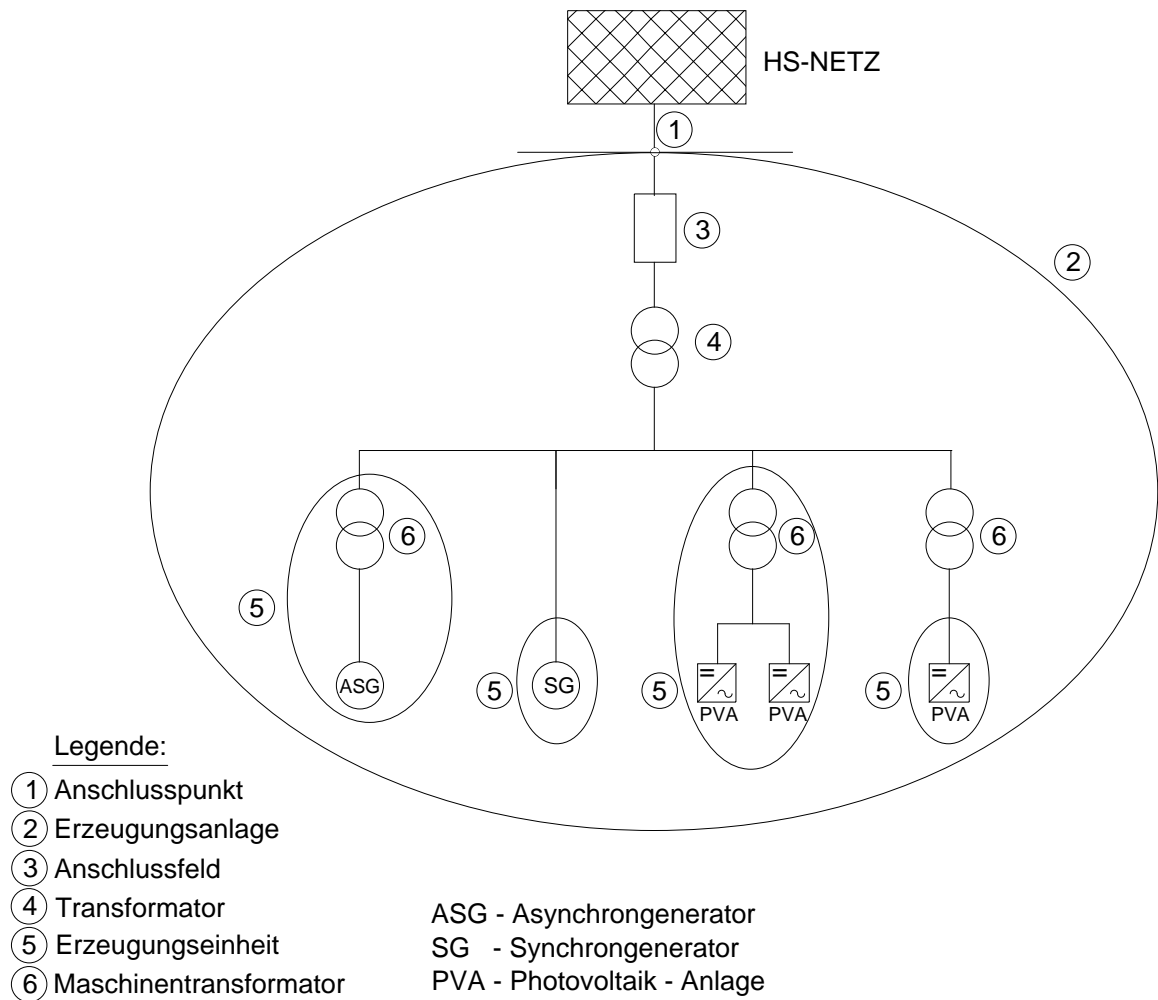 HS-NETZ
1
3
2
4
6
6
6
5
ASG
5
SG
5
PVA
PVA
5
PVA
Legende:
1 Anschlusspunkt
2 Erzeugungsanlage
3 Anschlussfeld
4 Transformator
5 Erzeugungseinheit
6 Maschinentransformator
ASG - Asynchrongenerator
SG - Synchrongenerator
PVA - Photovoltaik - Anlage